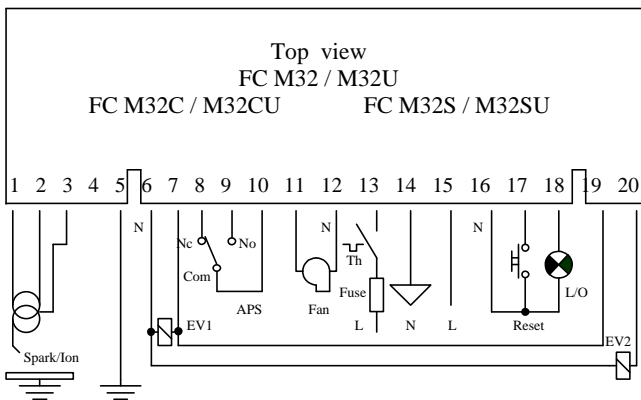 Top view
FC M32 / M32U
FC M32C / M32CU FC M32S / M32SU
1 2 3 4 5 6 7 8 9 10 11 12 13 14 15 16 17 18 19 20
N N N
Nc No
Th
Com
Fuse L/O
APS Fan L N L Reset
EV1
EV2
Spark/Ion